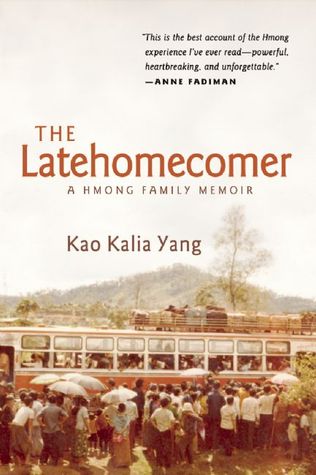 "This is the best account of the Hmong
experience I've ever read—powerful,
heartbreaking, and unforgettable."
—ANNE FADIMAN
THE
Latehomecomer
A HMONG FAMILY MEMOIR
Kao Kalia Yang